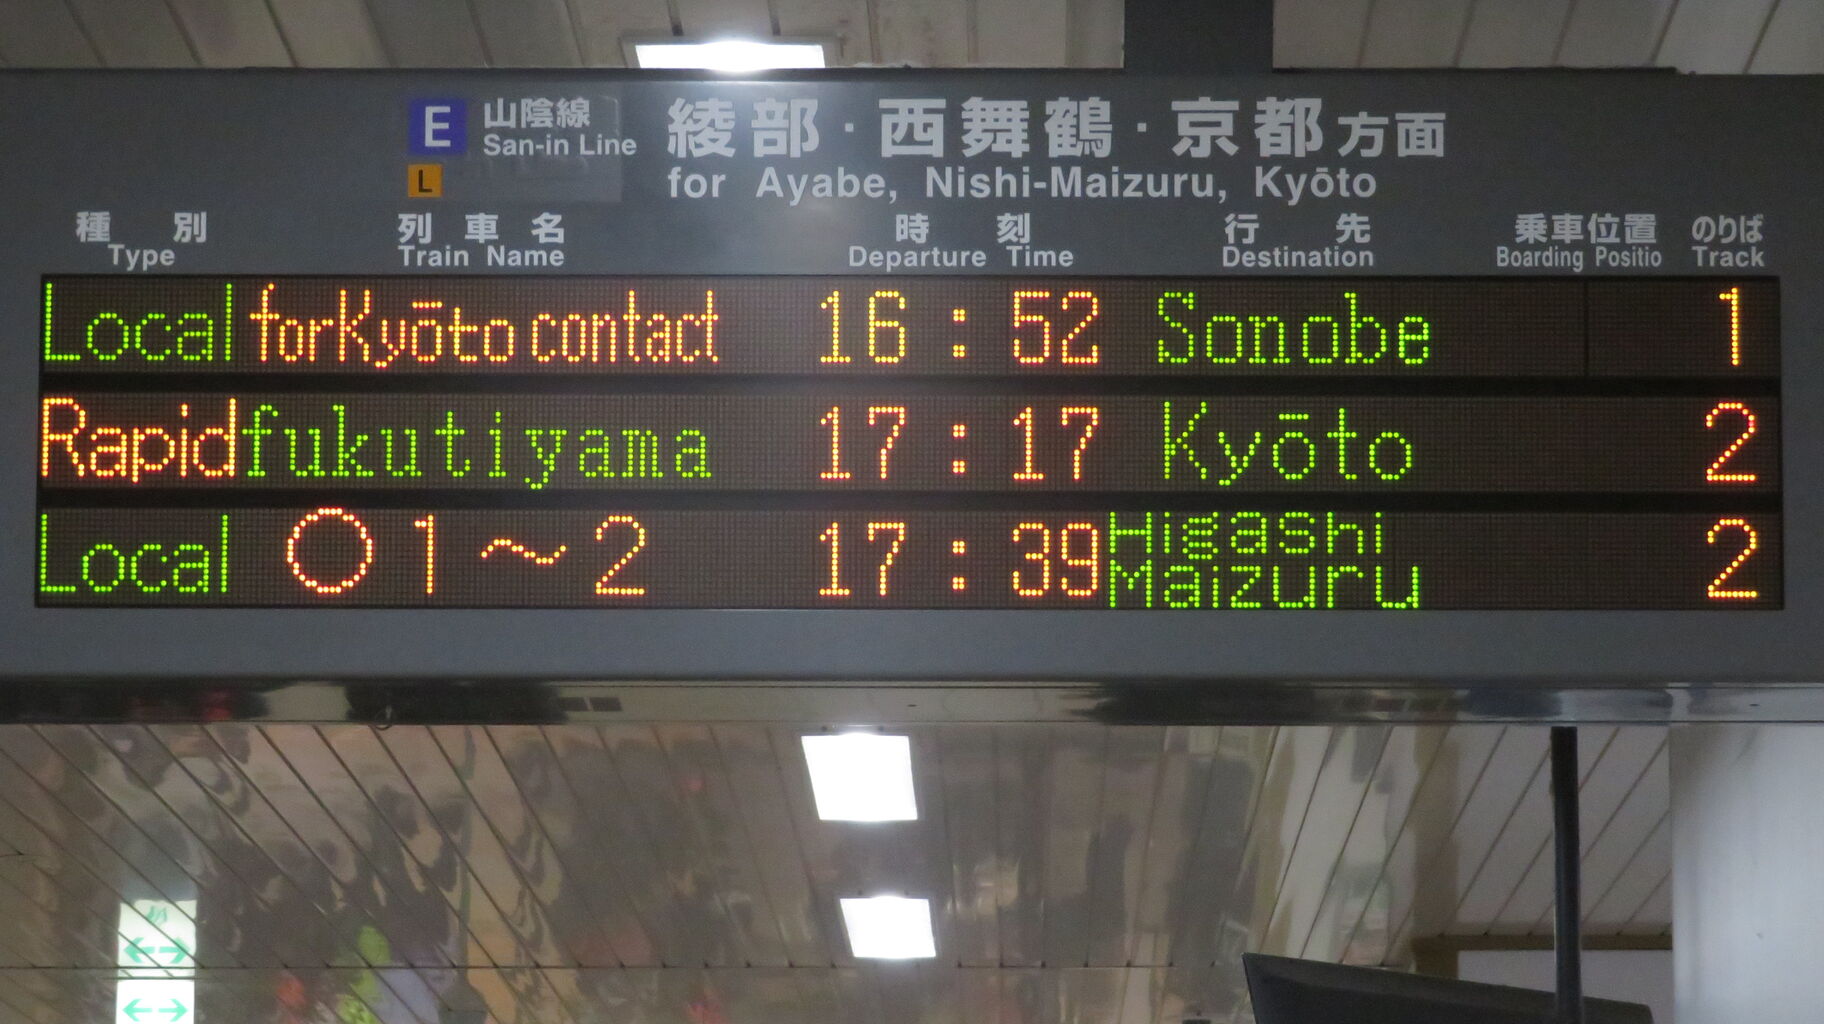 E 山陰線 綾部・西舞鶴・京都方面
San-in Line
L for Ayabe, Nishi-Maizuru, Kyōto
種別 列車名 時刻 行先 乗車位置 のりば
Type Train Name Departure Time Destination Boarding Positio Track
Local forKyōto contact 16:52 Sonobe 1
Rapid fukutiyama 17:17 Kyōto 2
Local ○1～2 17:39 Higashi Maizuru 2